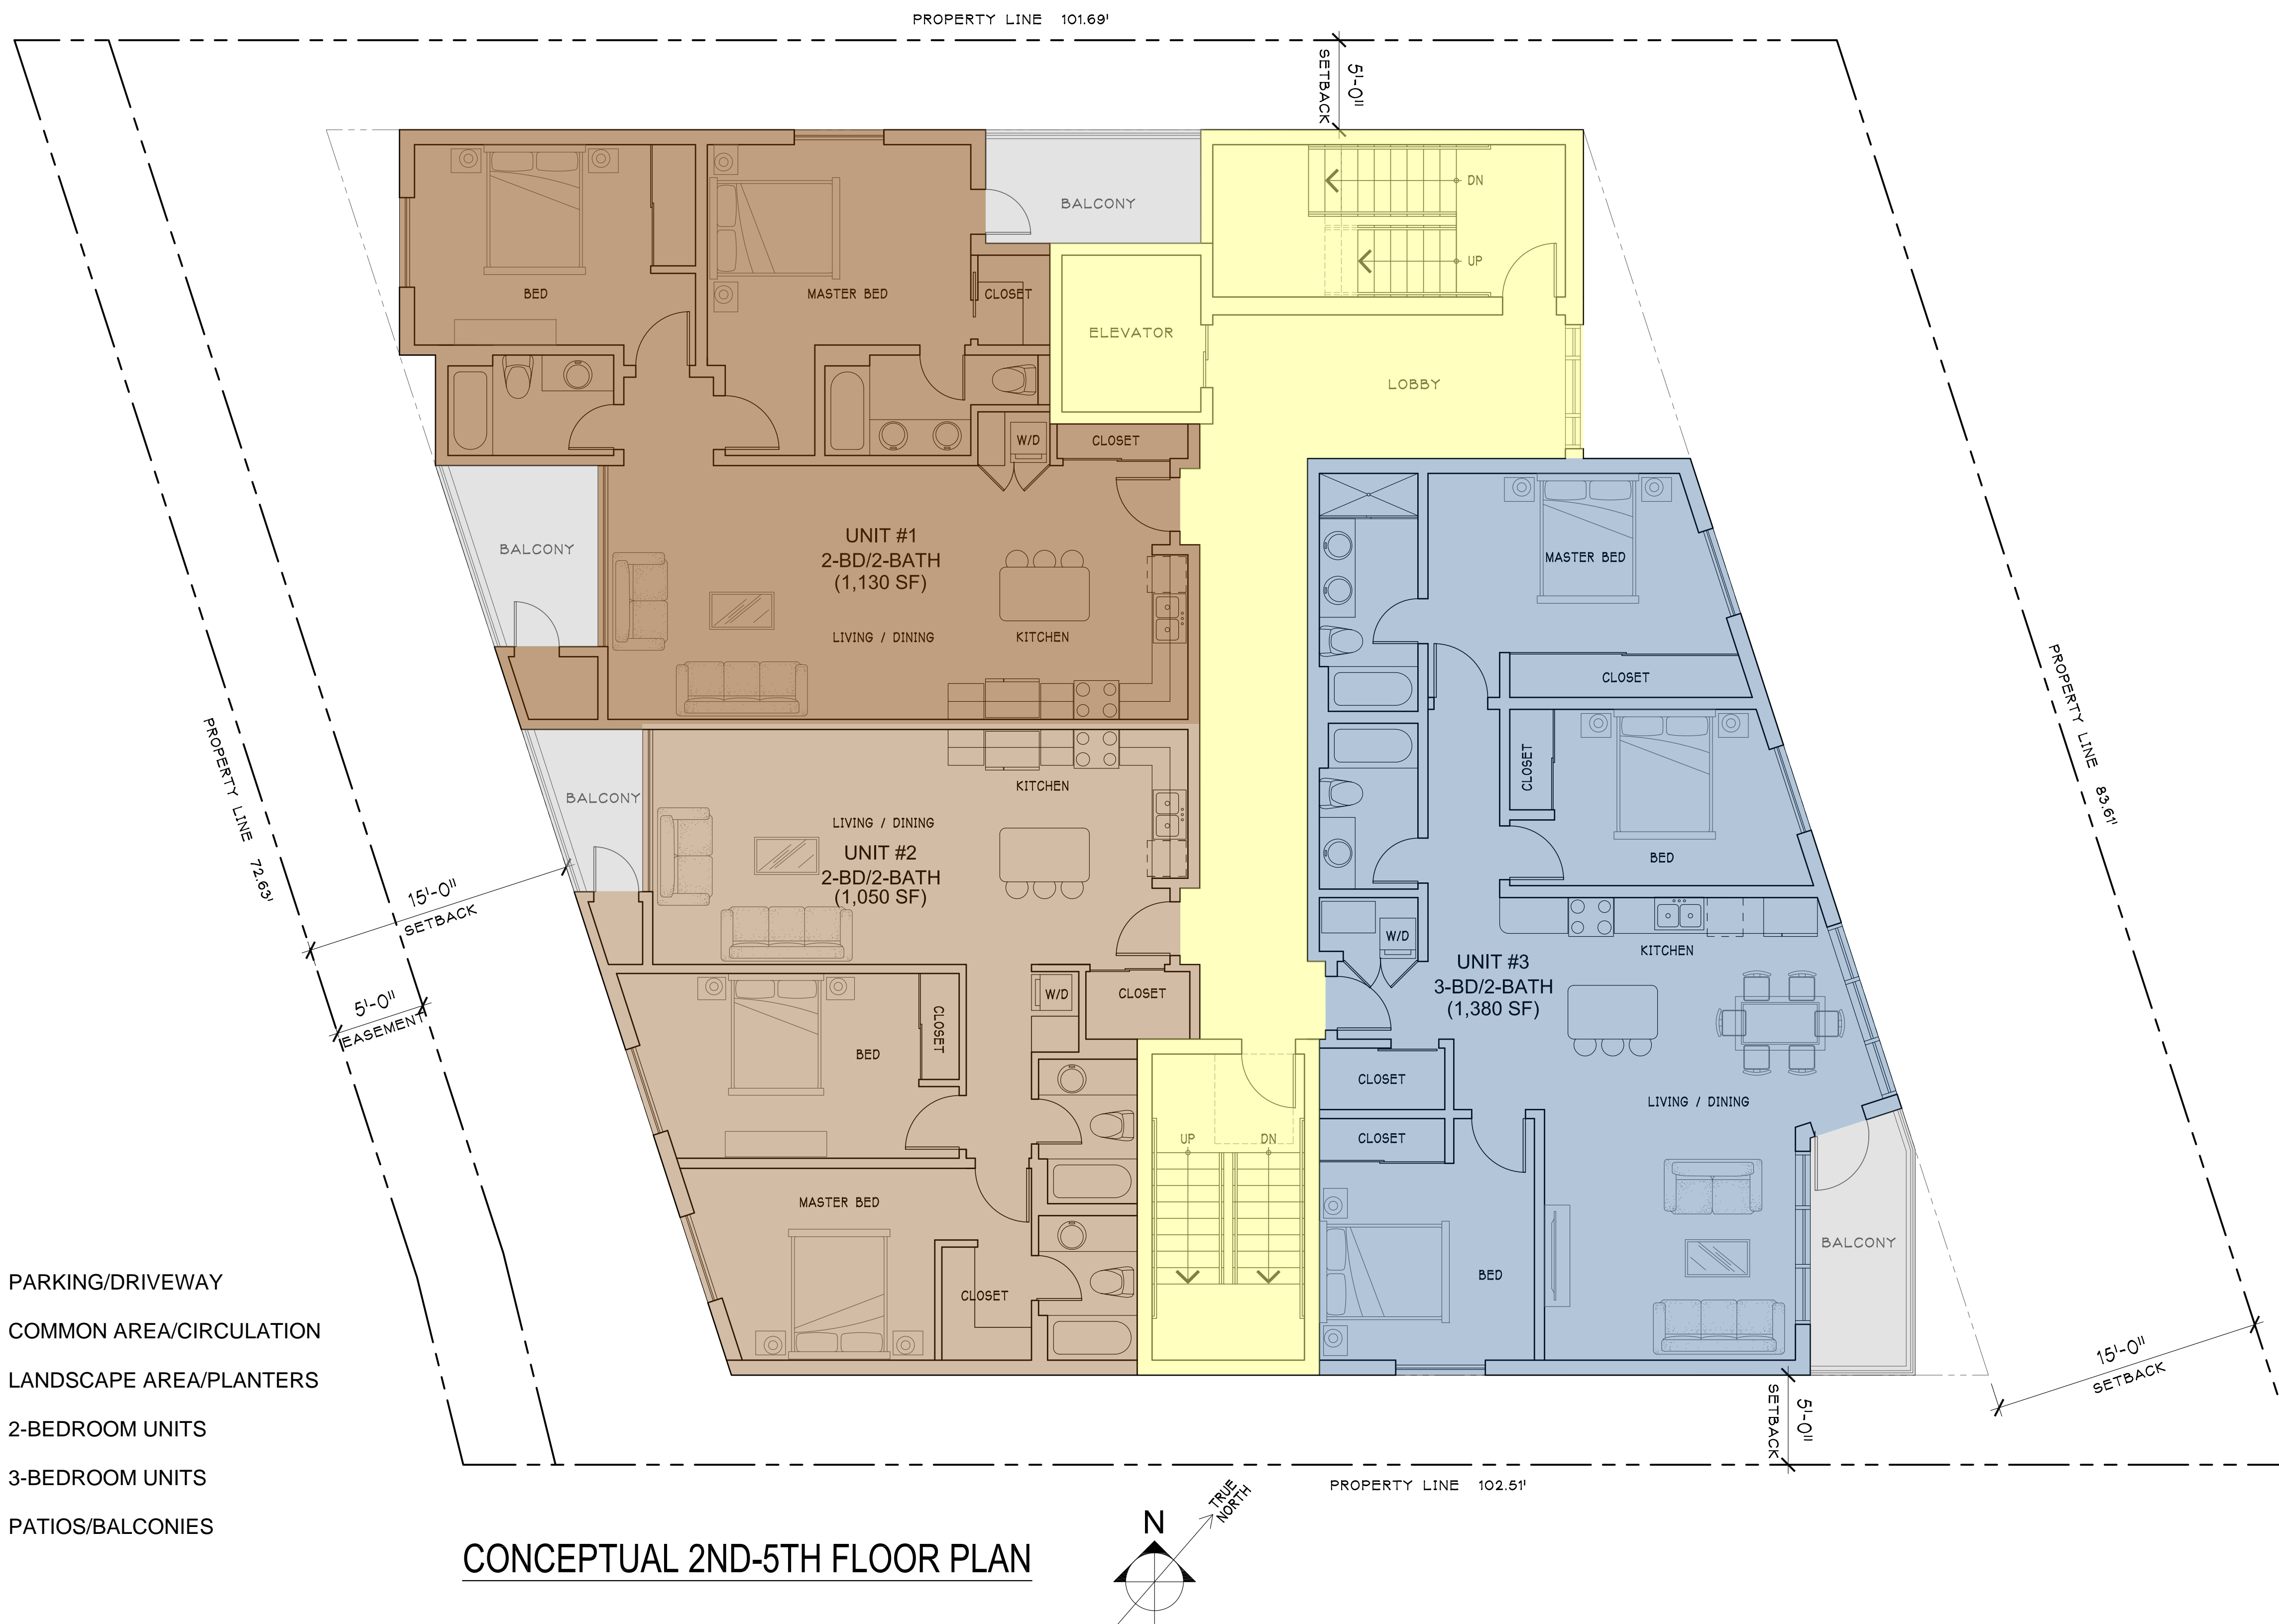 PROPERTY LINE 101.69'
5'-0"
SETBACK
DN
UP
BALCONY
BED
MASTER BED
CLOSET
ELEVATOR
LOBBY
W/D
CLOSET
BALCONY
UNIT #1
2-BD/2-BATH
(1,130 SF)
LIVING / DINING
KITCHEN
MASTER BED
CLOSET
CLOSET
BED
PROPERTY LINE 83.61'
PROPERTY LINE 72.63'
BALCONY
KITCHEN
LIVING / DINING
UNIT #2
2-BD/2-BATH
(1,050 SF)
15'-0"
SETBACK
5'-0"
EASEMENT
W/D
CLOSET
CLOSET
BED
MASTER BED
CLOSET
UP
DN
W/D
KITCHEN
UNIT #3
3-BD/2-BATH
(1,380 SF)
CLOSET
LIVING / DINING
CLOSET
BED
BALCONY
15'-0"
SETBACK
5'-0"
SETBACK
PARKING/DRIVEWAY
COMMON AREA/CIRCULATION
LANDSCAPE AREA/PLANTERS
2-BEDROOM UNITS
3-BEDROOM UNITS
PATIOS/BALCONIES
PROPERTY LINE 102.51'
TRUE
NORTH
N
CONCEPTUAL 2ND-5TH FLOOR PLAN